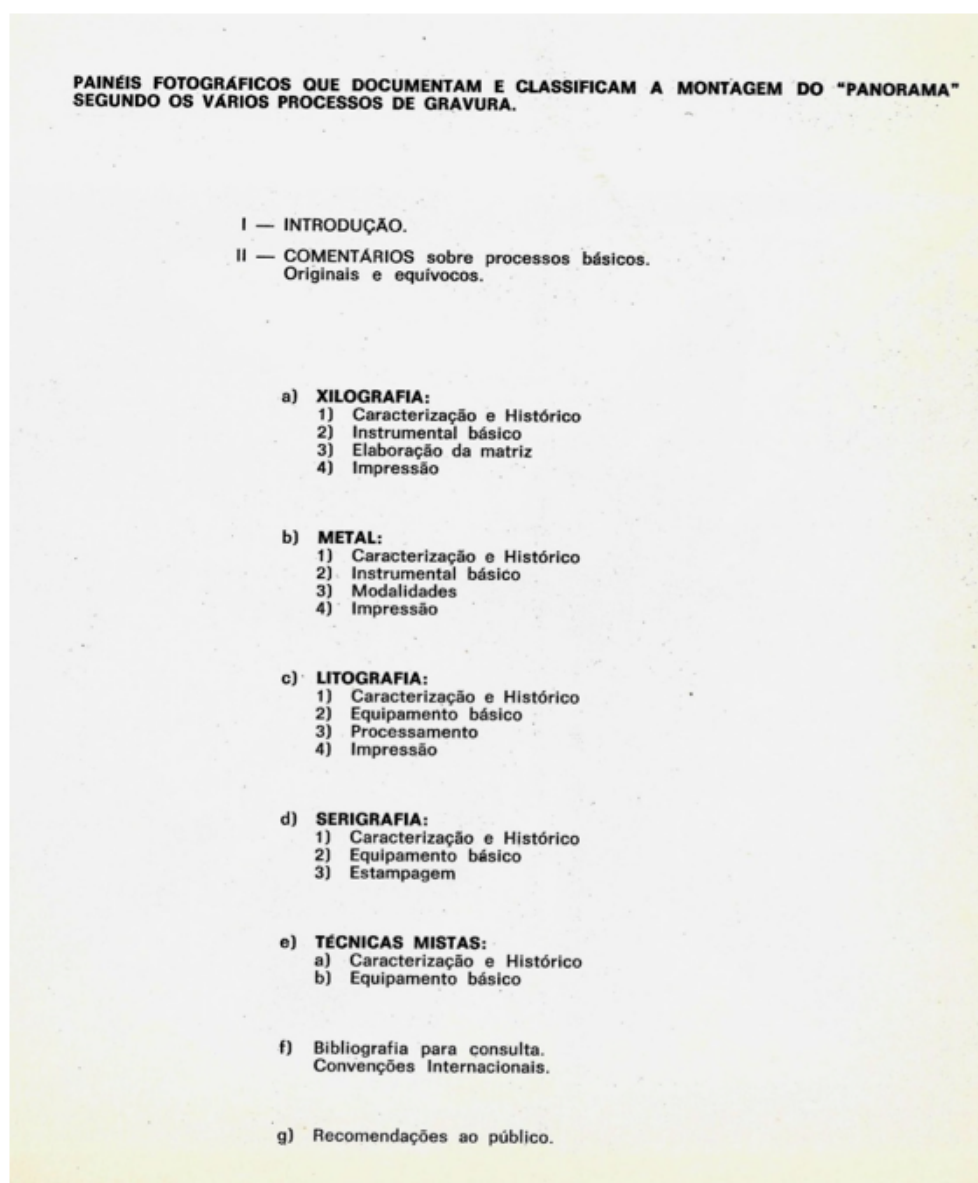 PAINÉIS FOTOGRÁFICOS QUE DOCUMENTAM E CLASSIFICAM A MONTAGEM DO "PANORAMA"
SEGUNDO OS VÁRIOS PROCESSOS DE GRAVURA.
I — INTRODUÇÃO.
II — COMENTÁRIOS sobre processos básicos.
Originais e equívocos.
a) XILOGRAFIA:
1) Caracterização e Histórico
2) Instrumental básico
3) Elaboração da matriz
4) Impressão
b) METAL:
1) Caracterização e Histórico
2) Instrumental básico
3) Modalidades
4) Impressão
c) LITOGRAFIA:
1) Caracterização e Histórico
2) Equipamento básico
3) Processamento
4) Impressão
d) SERIGRAFIA:
1) Caracterização e Histórico
2) Equipamento básico
3) Estampagem
e) TÉCNICAS MISTAS:
a) Caracterização e Histórico
b) Equipamento básico
f) Bibliografia para consulta.
Convenções Internacionais.
g) Recomendações ao público.